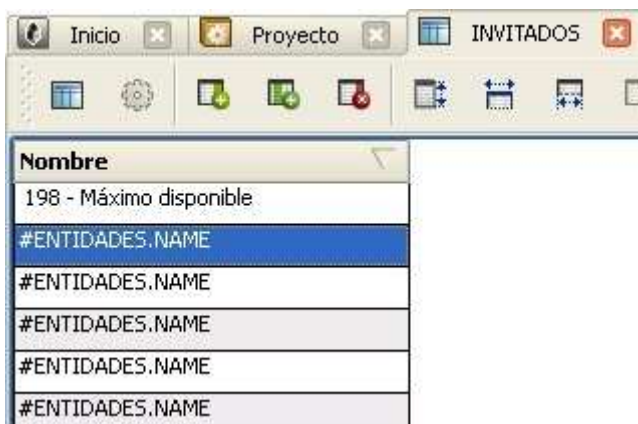 Inicio Proyecto INVITADOS
Nombre
198 - Máximo disponible
#ENTIDADES.NAME
#ENTIDADES.NAME
#ENTIDADES.NAME
#ENTIDADES.NAME
#ENTIDADES.NAME